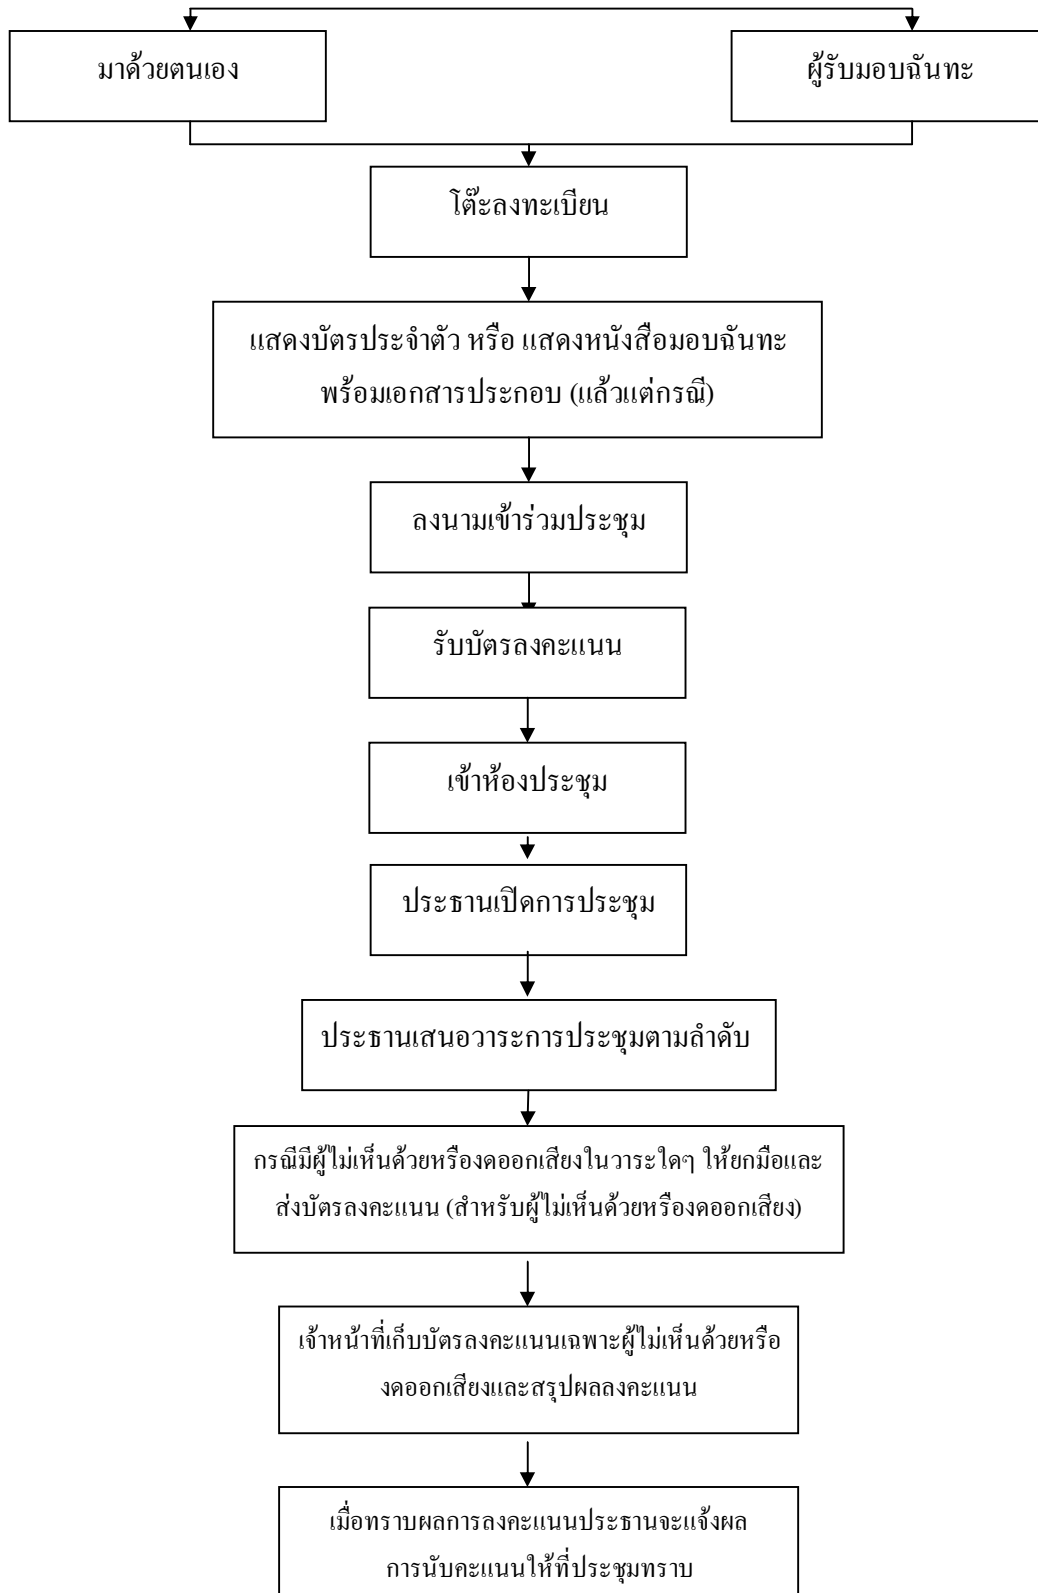 มาด้วยตนเอง
ผู้รับมอบฉันทะ
โต๊ะลงทะเบียน
แสดงบัตรประจำตัว หรือ แสดงหนังสือมอบฉันทะ
พร้อมเอกสารประกอบ (แล้วแต่กรณี)
ลงนามเข้าร่วมประชุม
รับบัตรลงคะแนน
เข้าห้องประชุม
ประธานเปิดการประชุม
ประธานเสนอวาระการประชุมตามลำดับ
กรณีมีผู้ไม่เห็นด้วยหรืองดออกเสียงในวาระใดๆ ให้ยกมือและ
ส่งบัตรลงคะแนน (สำหรับผู้ไม่เห็นด้วยหรืองดออกเสียง)
เจ้าหน้าที่เก็บบัตรลงคะแนนเฉพาะผู้ไม่เห็นด้วยหรือ
งดออกเสียงและสรุปผลลงคะแนน
เมื่อทราบผลการลงคะแนนประธานจะแจ้งผล
การนับคะแนนให้ที่ประชุมทราบ